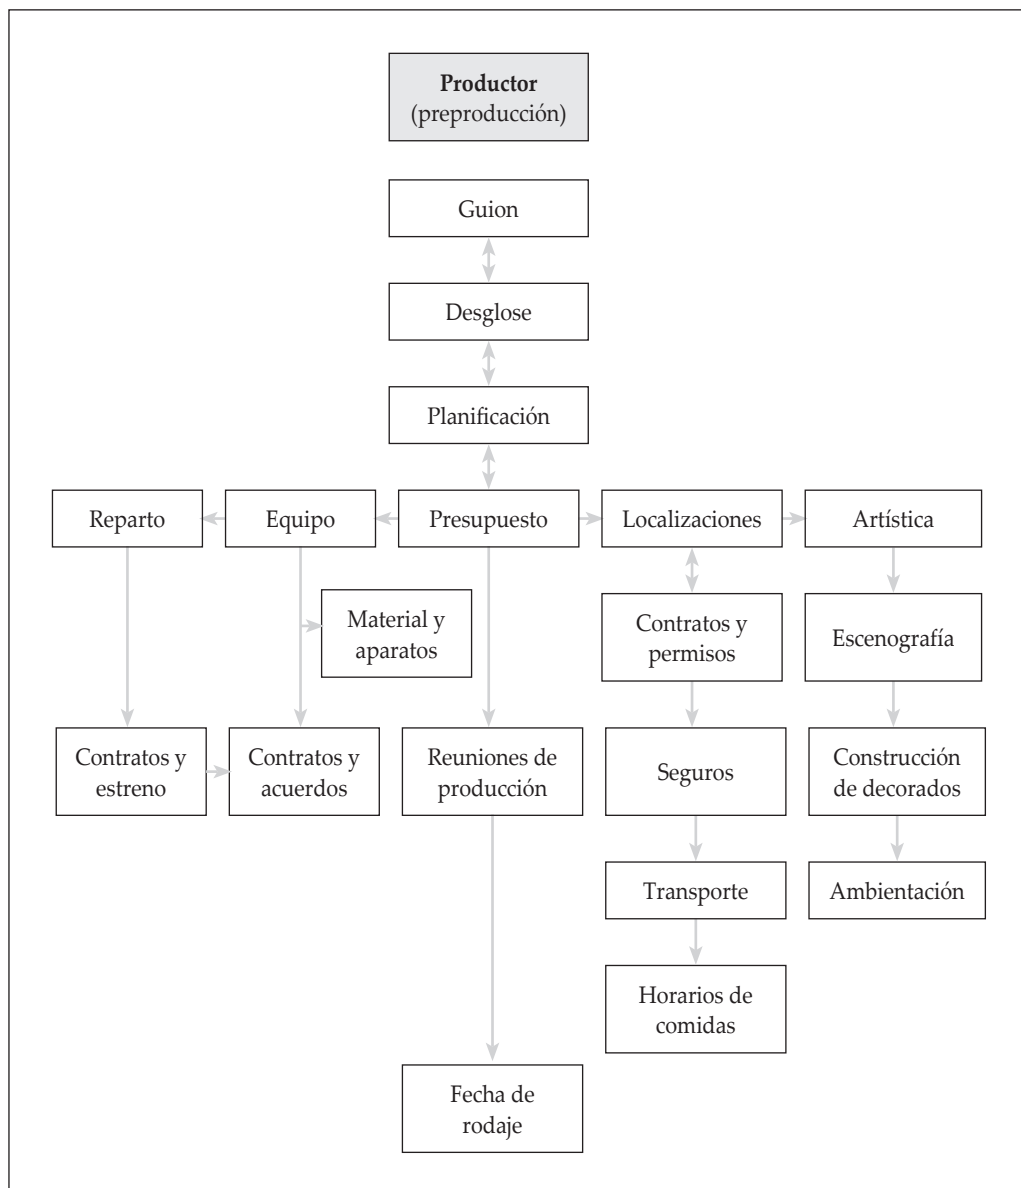 Productor
(preproducción)
Guion
Desglose
Planificación
Reparto
Equipo
Presupuesto
Localizaciones
Artística
Material y
aparatos
Contratos y
permisos
Escenografía
Contratos y
estreno
Contratos y
acuerdos
Reuniones de
producción
Seguros
Construcción
de decorados
Transporte
Ambientación
Horarios de
comidas
Fecha de
rodaje